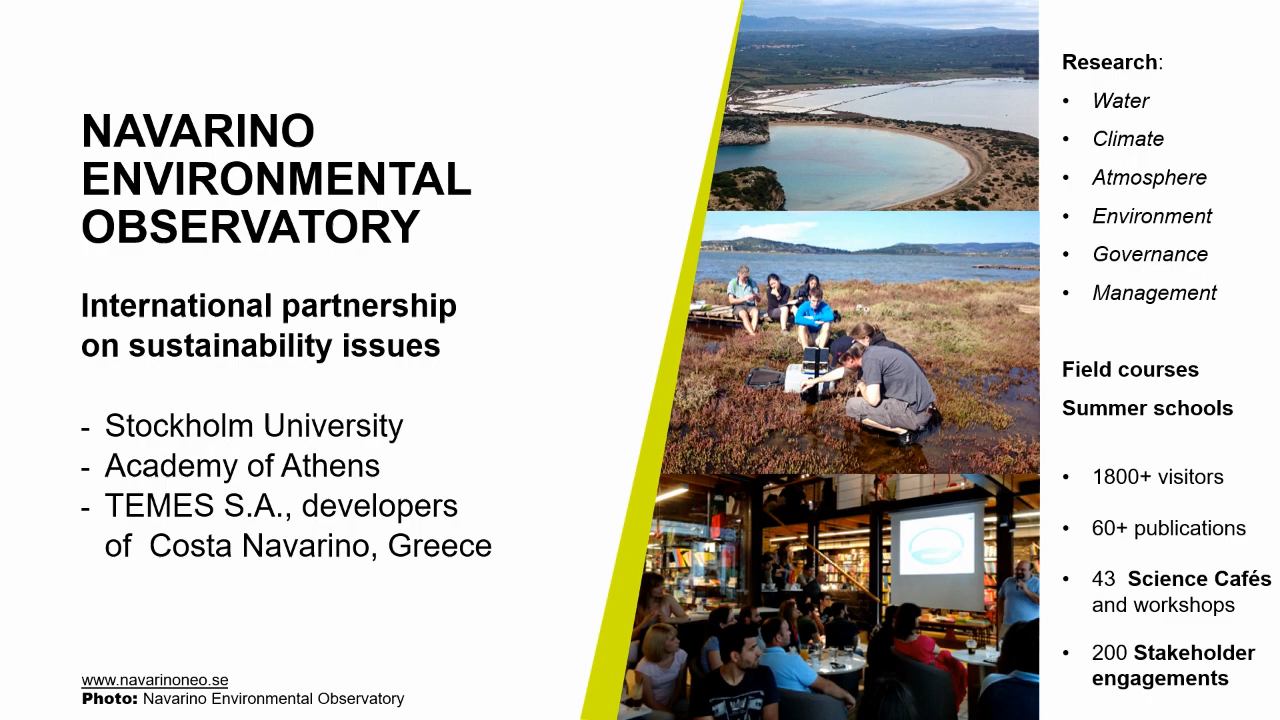 NAVARINO
ENVIRONMENTAL
OBSERVATORY
International partnership
on sustainability issues
- Stockholm University
- Academy of Athens
- TEMES S.A., developers
of  Costa Navarino, Greece
www.navarinoneo.se
Photo: Navarino Environmental Observatory
Research:
• Water
• Climate
• Atmosphere
• Environment
• Governance
• Management
Field courses
Summer schools
• 1800+ visitors
• 60+ publications
• 43  Science Cafés
and workshops
• 200 Stakeholder
engagements